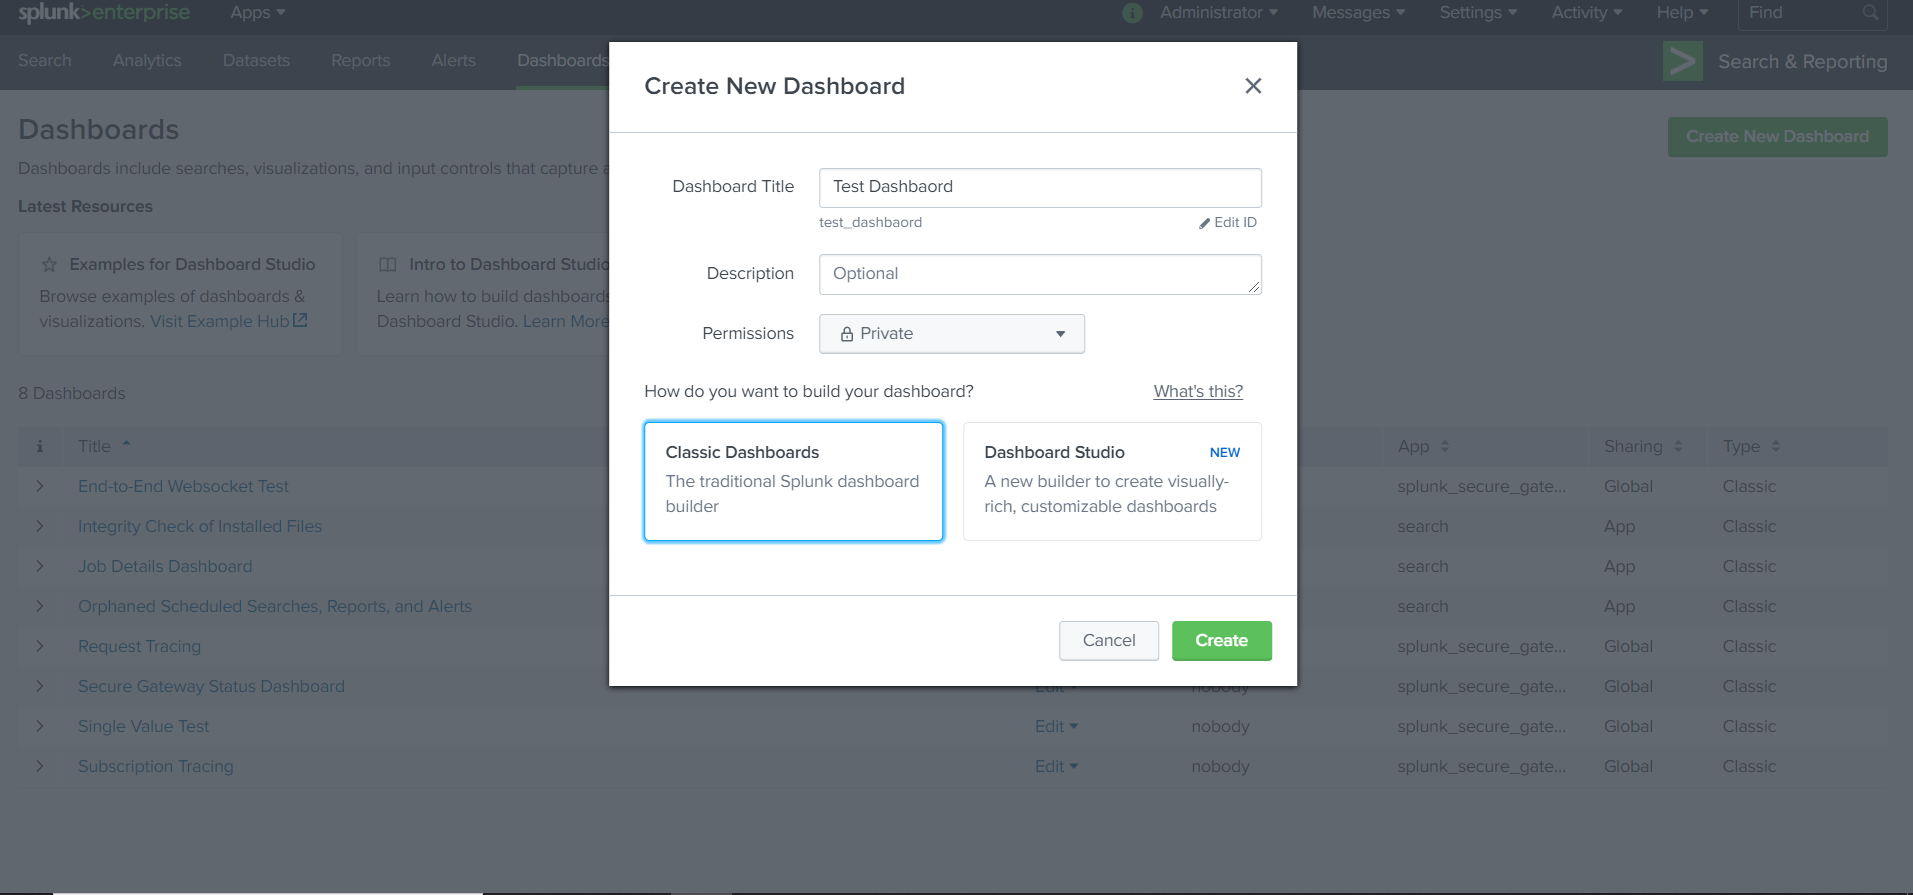 splunk>enterprise Apps Administrator Messages Settings Activity Help Find
Search Analytics Datasets Reports Alerts Dashboards Search & Reporting
Create New Dashboard
Dashboards
Create New Dashboard
Dashboards include searches, visualizations, and input controls that capture
Latest Resources
Examples for Dashboard Studio
Browse examples of dashboards &
visualizations. Visit Example Hub
Intro to Dashboard Studio
Learn how to build dashboards
Dashboard Studio. Learn More
Dashboard Title Test Dashbaord
test_dashbaord Edit ID
Description Optional
Permissions Private
How do you want to build your dashboard? What's this?
Classic Dashboards
The traditional Splunk dashboard
builder
Dashboard Studio NEW
A new builder to create visually-
rich, customizable dashboards
Cancel Create
8 Dashboards
i Title App Sharing Type
End-to-End Websocket Test splunk_secure_gate... Global Classic
Integrity Check of Installed Files search App Classic
Job Details Dashboard search App Classic
Orphaned Scheduled Searches, Reports, and Alerts search App Classic
Request Tracing splunk_secure_gate... Global Classic
Secure Gateway Status Dashboard Edit nobody splunk_secure_gate... Global Classic
Single Value Test Edit nobody splunk_secure_gate... Global Classic
Subscription Tracing Edit nobody splunk_secure_gate... Global Classic